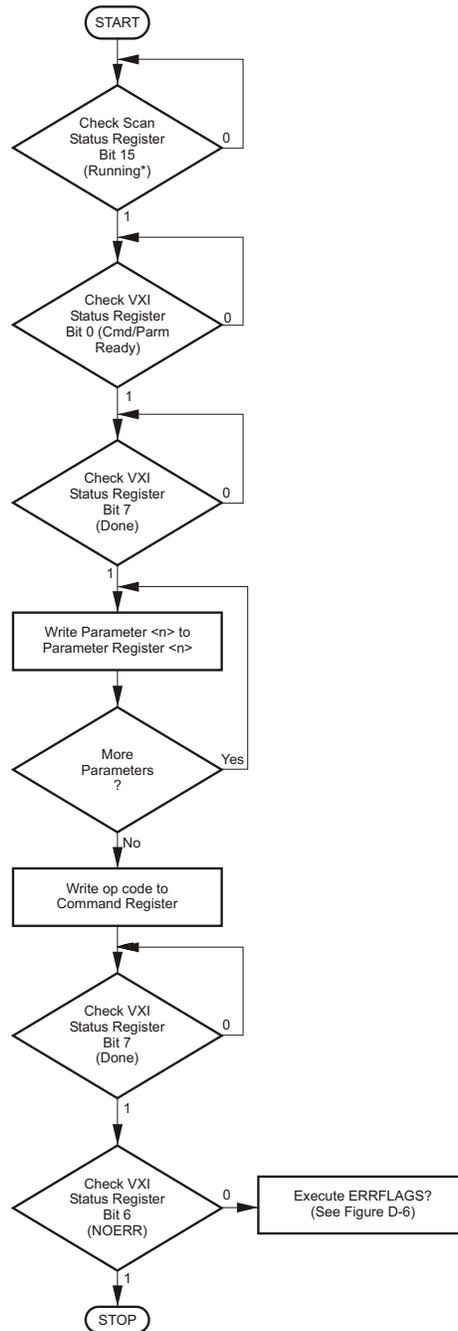 START
Check Scan
Status Register
Bit 15
(Running*)
0
1
Check VXI
Status Register
Bit 0 (Cmd/Parm
Ready)
0
1
Check VXI
Status Register
Bit 7
(Done)
0
1
Write Parameter <n> to
Parameter Register <n>
More
Parameters
?
Yes
No
Write op code to
Command Register
Check VXI
Status Register
Bit 7
(Done)
0
1
Check VXI
Status Register
Bit 6
(NOERR)
0
Execute ERRFLAGS?
(See Figure D-6)
1
STOP